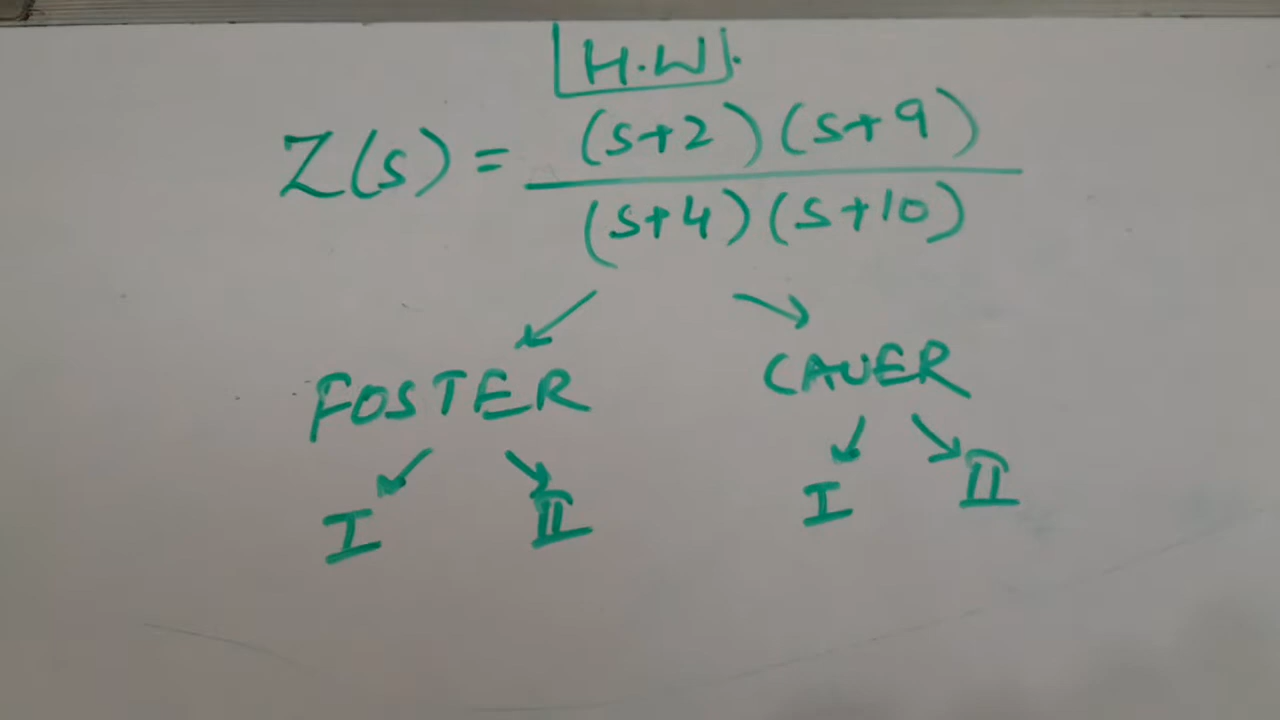 H.W.
Z(s) = (s+2)(s+9)
(s+4)(s+10)
FOSTER CAUER
I II I II